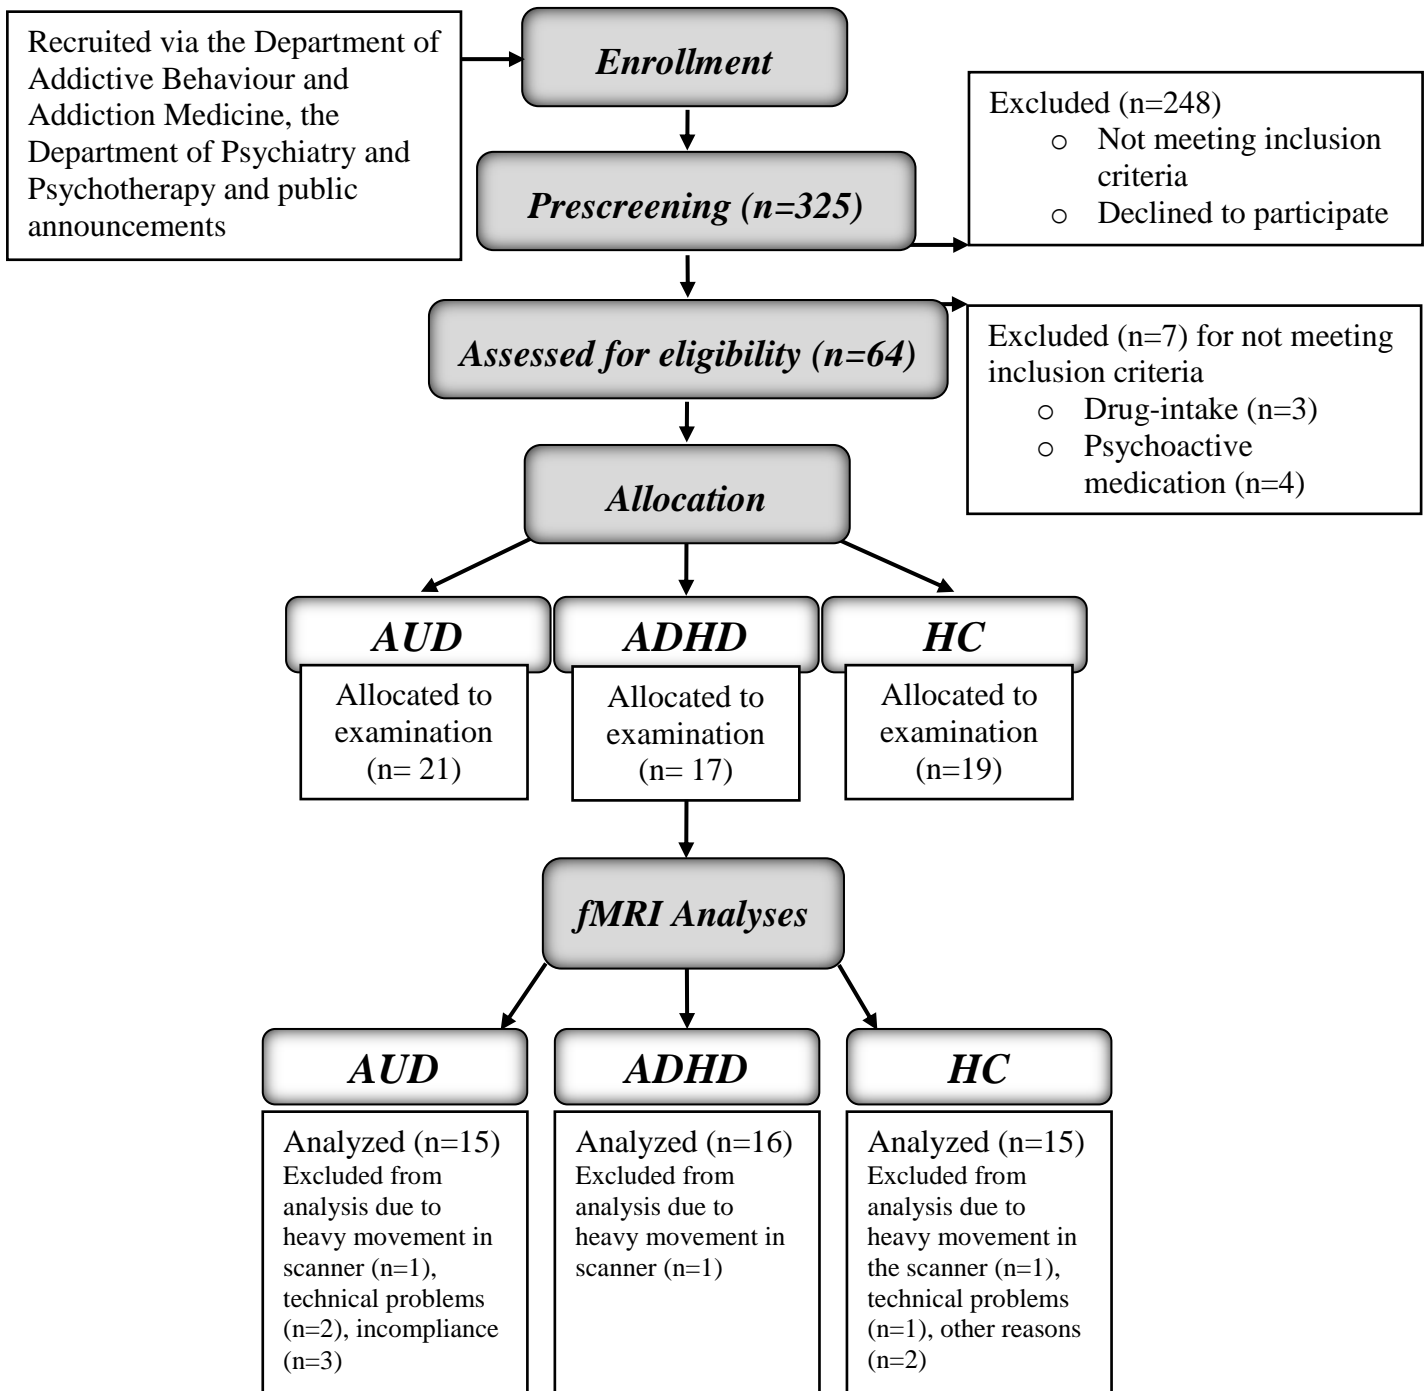 Recruited via the Department of
Addictive Behaviour and
Addiction Medicine, the
Department of Psychiatry and
Psychotherapy and public
announcements
Enrollment
Excluded (n=248)
o Not meeting inclusion
criteria
o Declined to participate
Prescreening (n=325)
Assessed for eligibility (n=64)
Excluded (n=7) for not meeting
inclusion criteria
o Drug-intake (n=3)
o Psychoactive
medication (n=4)
Allocation
AUD
Allocated to
examination
(n= 21)
ADHD
Allocated to
examination
(n= 17)
HC
Allocated to
examination
(n=19)
fMRI Analyses
AUD
Analyzed (n=15)
Excluded from
analysis due to
heavy movement in
scanner (n=1),
technical problems
(n=2), incompliance
(n=3)
ADHD
Analyzed (n=16)
Excluded from
analysis due to
heavy movement in
scanner (n=1)
HC
Analyzed (n=15)
Excluded from
analysis due to
heavy movement in
the scanner (n=1),
technical problems
(n=1), other reasons
(n=2)